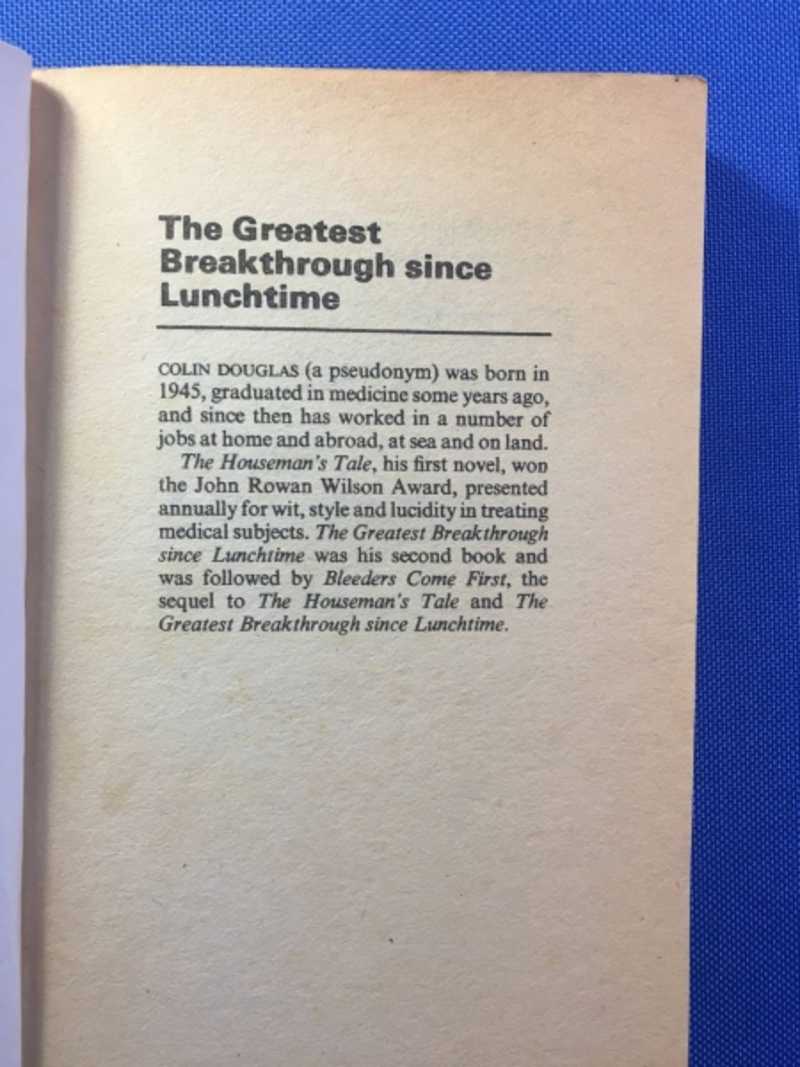 The Greatest
Breakthrough since
Lunchtime
COLIN DOUGLAS (a pseudonym) was born in
1945, graduated in medicine some years ago,
and since then has worked in a number of
jobs at home and abroad, at sea and on land.
The Houseman's Tale, his first novel, won
the John Rowan Wilson Award, presented
annually for wit, style and lucidity in treating
medical subjects. The Greatest Breakthrough
since Lunchtime was his second book and
was followed by Bleeders Come First, the
sequel to The Houseman's Tale and The
Greatest Breakthrough since Lunchtime.